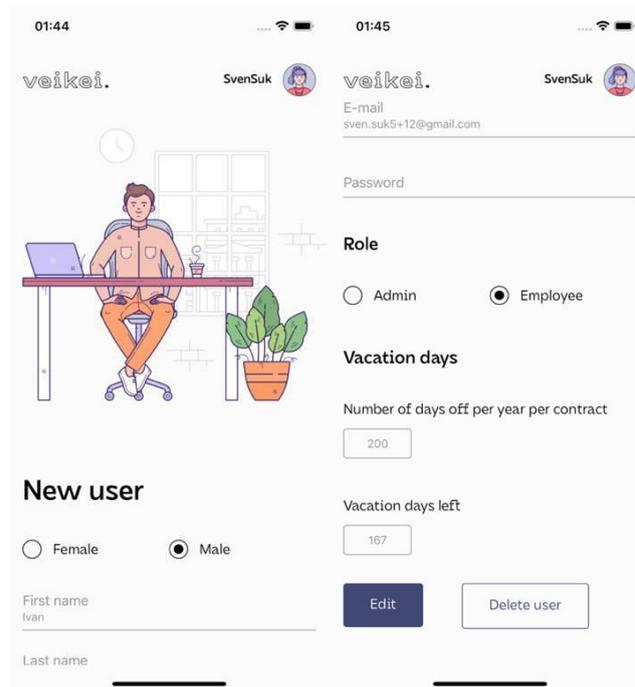 01:44
veikei.
SvenSuk
New user
Female
Male
First name
Ivan
Last name
01:45
veikei.
SvenSuk
E-mail
sven.suk5+12@gmail.com
Password
Role
Admin
Employee
Vacation days
Number of days off per year per contract
200
Vacation days left
167
Edit
Delete user